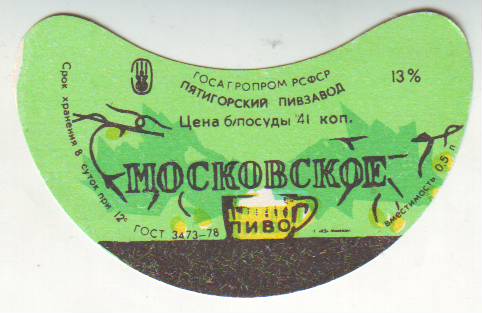 ГОСАГРОПРОМ РСФСР
ПЯТИГОРСКИЙ ПИВЗАВОД
13%
Цена б/посуды 41 коп.
Срок хранения 8 суток при 12°
МОСКОВСКОЕ
ПИВО
вместимость 0,5 л
ГОСТ 3473-78